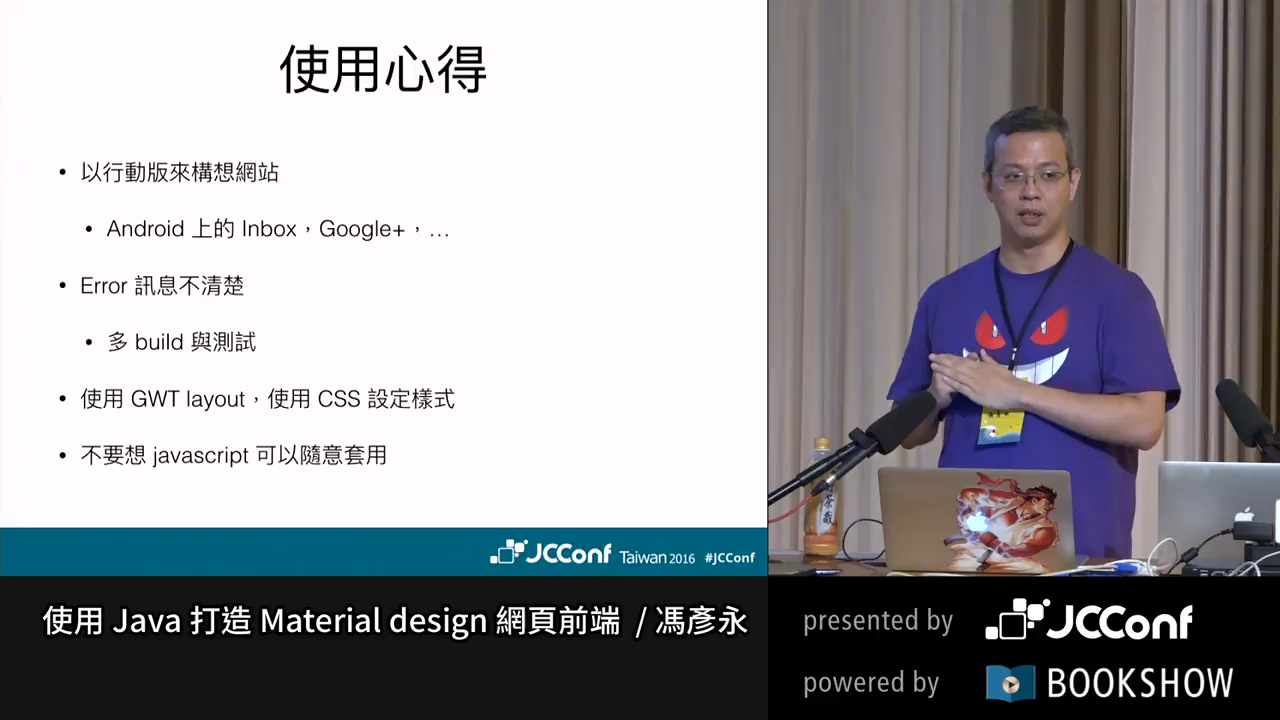 使用心得
• 以行動版來構想網站
• Android 上的 Inbox，Google+，…
• Error 訊息不清楚
• 多 build 與測試
• 使用 GWT layout，使用 CSS 設定樣式
• 不要想 javascript 可以隨意套用
JCConf Taiwan 2016 #JCConf
使用 Java 打造 Material design 網頁前端 / 馮彥永
presented by JCConf
powered by BOOKSHOW